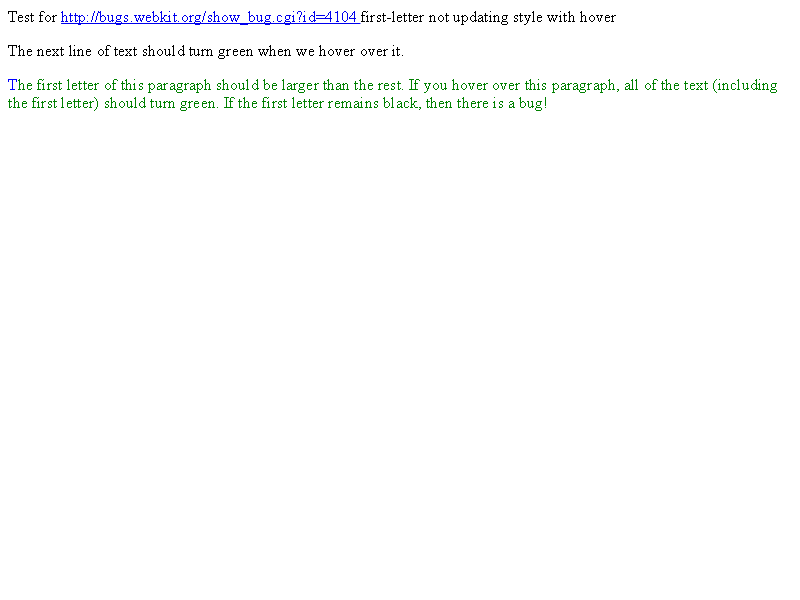 Test for http://bugs.webkit.org/show_bug.cgi?id=4104 first-letter not updating style with hover
The next line of text should turn green when we hover over it.
The first letter of this paragraph should be larger than the rest. If you hover over this paragraph, all of the text (including
the first letter) should turn green. If the first letter remains black, then there is a bug!